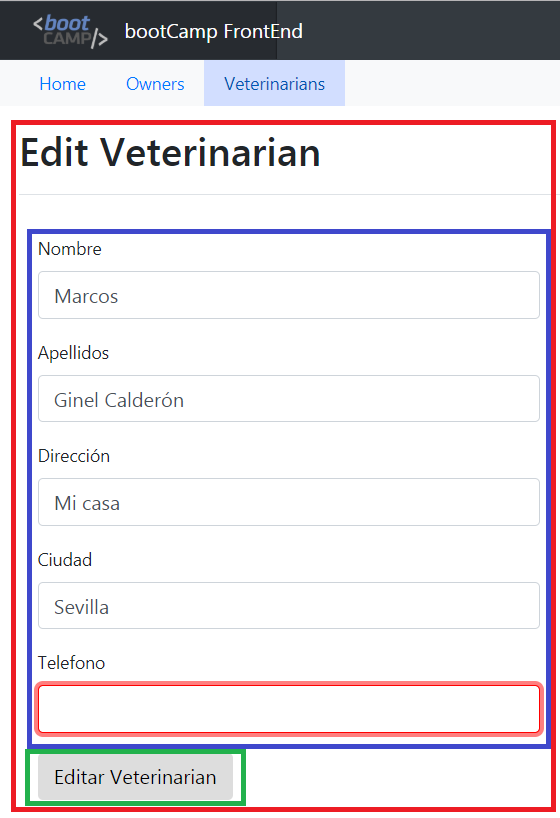 <boot
CAMP/>
bootCamp FrontEnd
Home Owners Veterinarians
Edit Veterinarian
Nombre
Marcos
Apellidos
Ginel Calderón
Dirección
Mi casa
Ciudad
Sevilla
Telefono
Editar Veterinarian